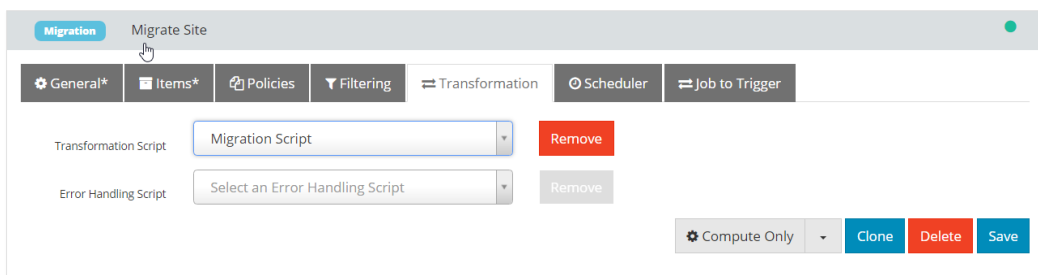 Migration Migrate Site
General* Items* Policies Filtering Transformation Scheduler Job to Trigger
Transformation Script Migration Script Remove
Error Handling Script Select an Error Handling Script Remove
Compute Only Clone Delete Save